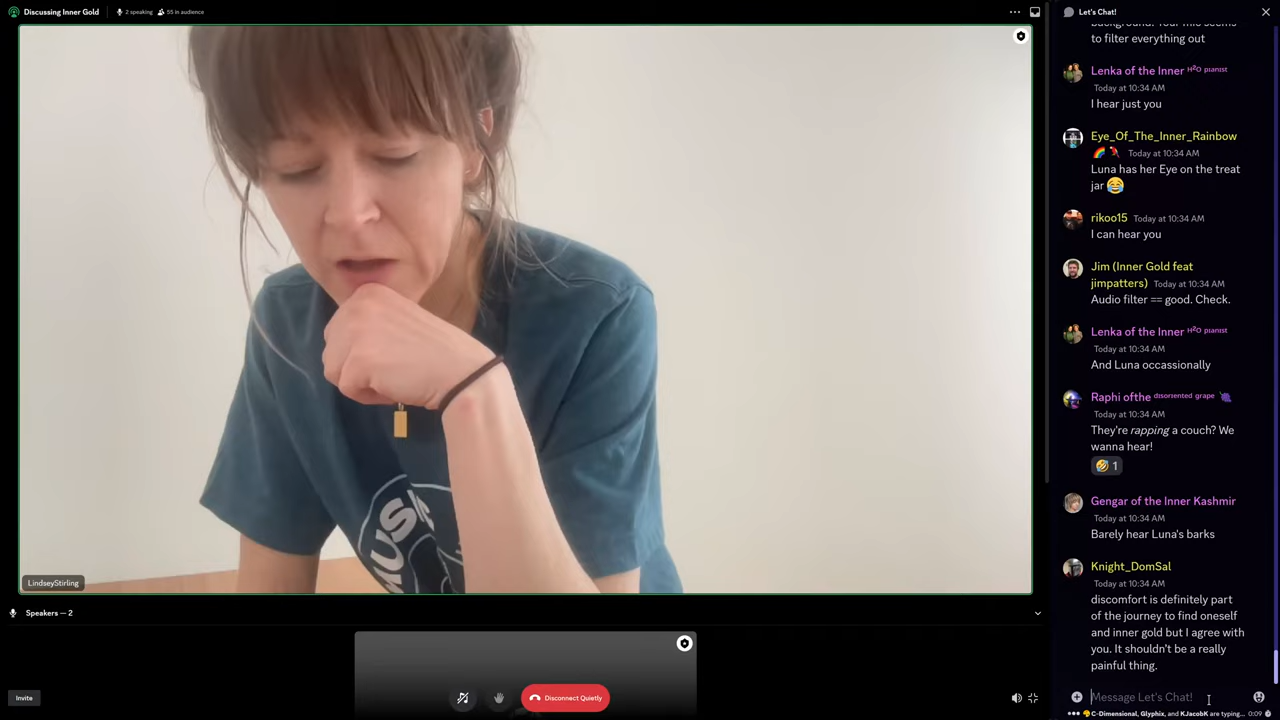 Discussing Inner Gold
2 speaking
55 in audience
Let's Chat!
to filter everything out
Lenka of the Inner ᴴ²ᴼ ᵖⁱᵃⁿⁱˢᵗ
Today at 10:34 AM
I hear just you
Eye_Of_The_Inner_Rainbow
🌈 Today at 10:34 AM
Luna has her Eye on the treat
jar 😂
rikoo15 Today at 10:34 AM
I can hear you
Jim (Inner Gold feat
jimpatters) Today at 10:34 AM
Audio filter == good. Check.
Lenka of the Inner ᴴ²ᴼ ᵖⁱᵃⁿⁱˢᵗ
Today at 10:34 AM
And Luna occassionally
Raphi ofthe ᵈⁱˢᵒʳⁱᵉⁿᵗᵉᵈ ᵍʳᵃᵖᵉ 🍇
Today at 10:34 AM
They're rapping a couch? We
wanna hear!
🤣 1
Gengar of the Inner Kashmir
Today at 10:34 AM
Barely hear Luna's barks
Knight_DomSal
Today at 10:34 AM
discomfort is definitely part
of the journey to find oneself
and inner gold but I agree with
you. It shouldn't be a really
painful thing.
Message Let's Chat!
C-Dimensional, Glyphix, and KJacobK are typing... 0:09
MUS
LindseyStirling
Speakers — 2
Invite
Disconnect Quietly